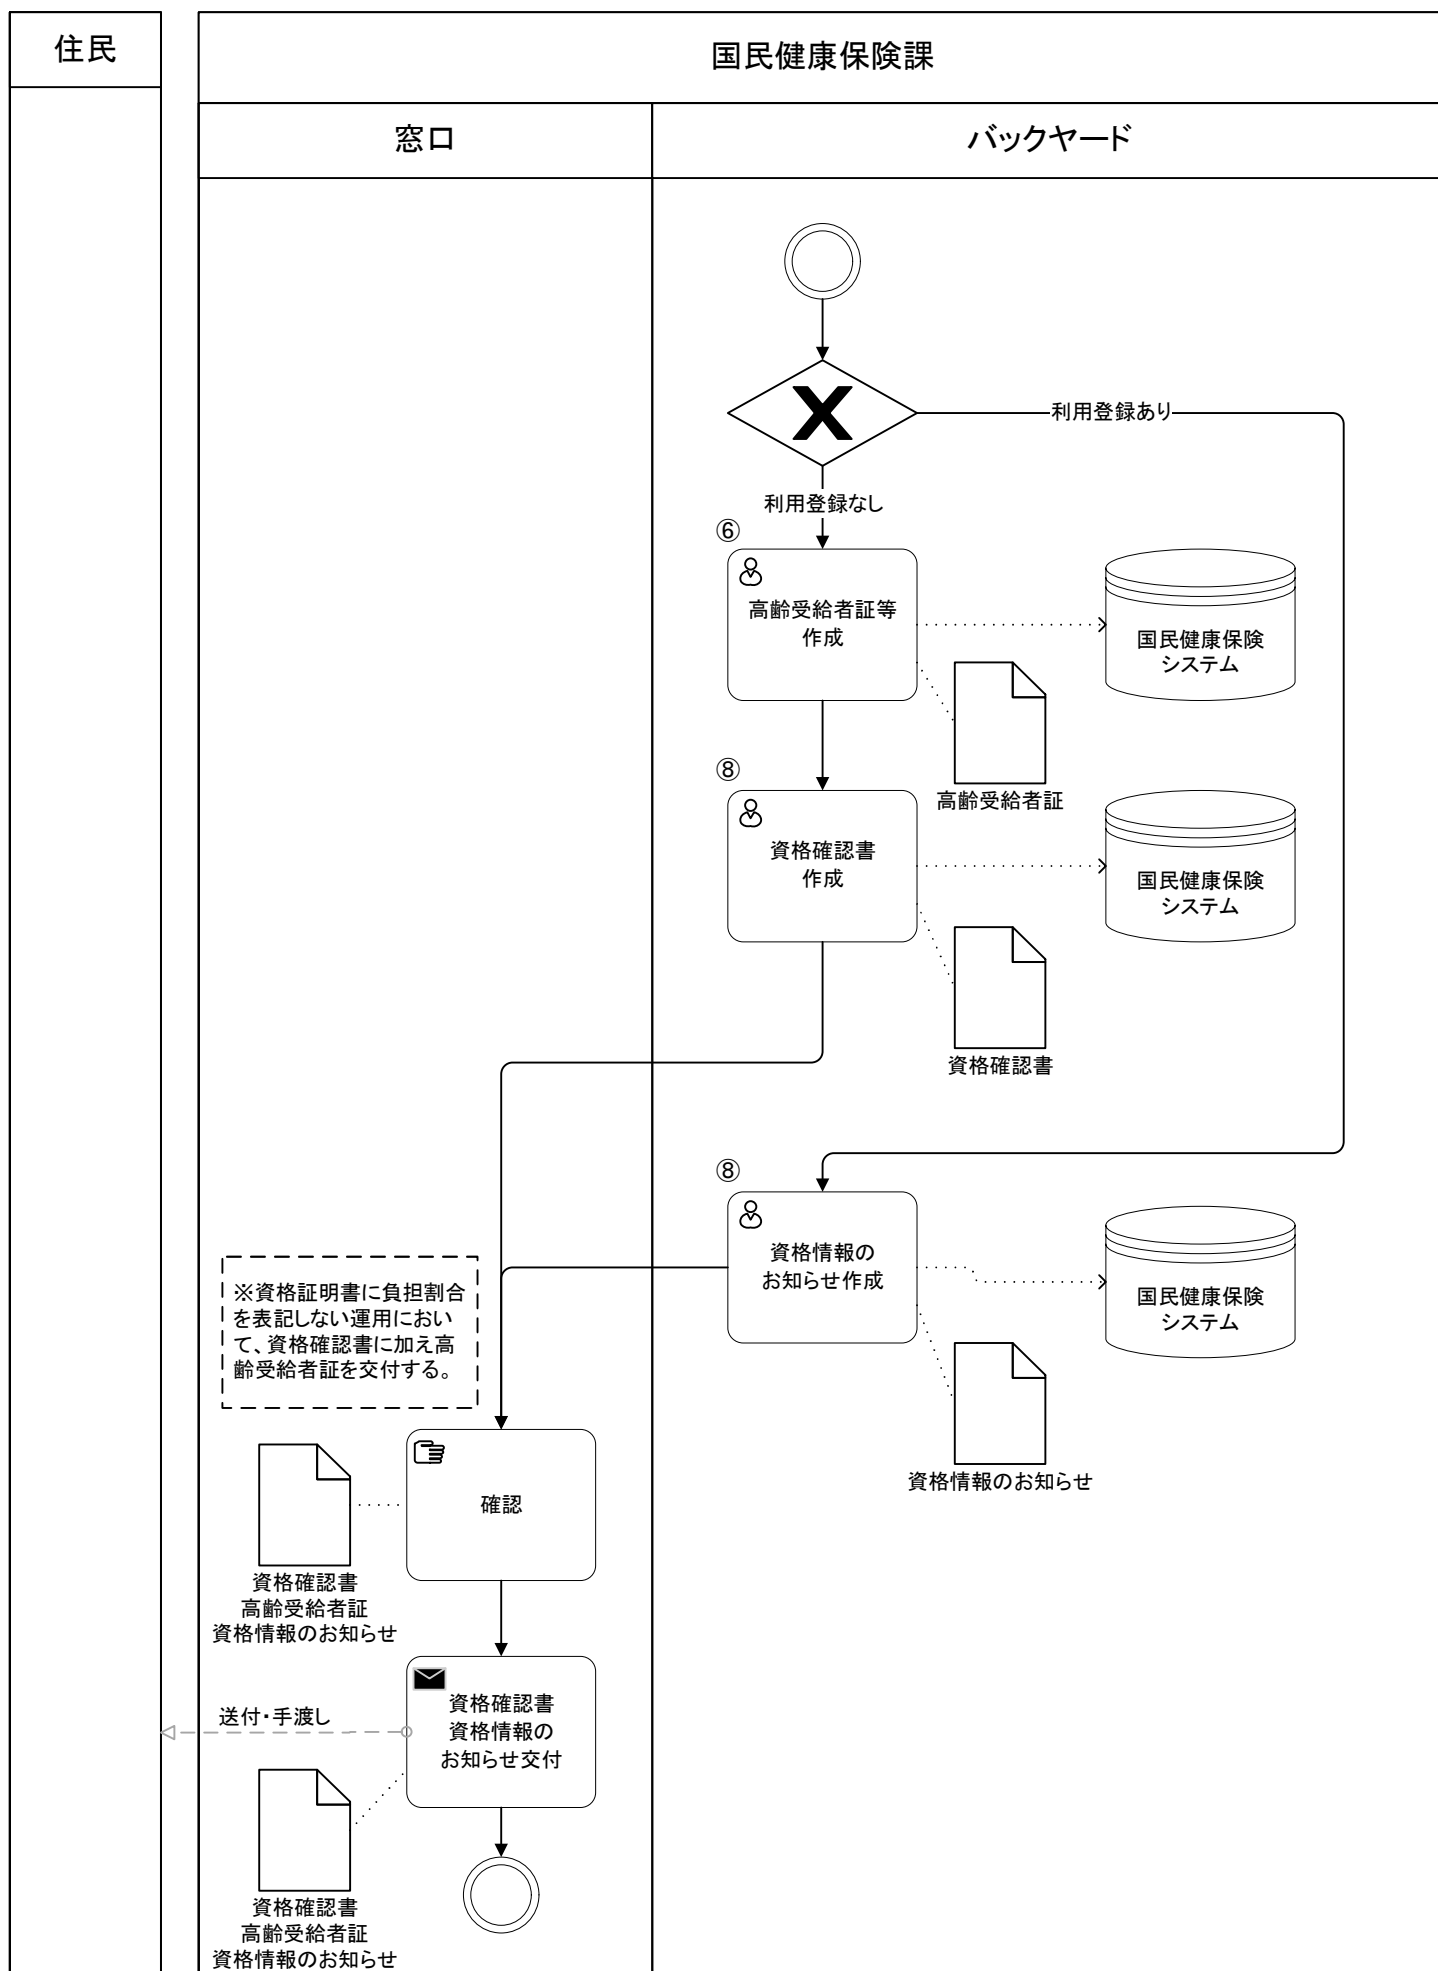 住民
国民健康保険課
窓口
バックヤード
利用登録あり
利用登録なし
⑥
高齢受給者証等
作成
国民健康保険
システム
高齢受給者証
⑧
資格確認書
作成
国民健康保険
システム
資格確認書
⑧
資格情報の
お知らせ作成
国民健康保険
システム
資格情報のお知らせ
※資格証明書に負担割合
を表記しない運用におい
て、資格確認書に加え高
齢受給者証を交付する。
確認
資格確認書
高齢受給者証
資格情報のお知らせ
送付・手渡し
資格確認書
資格情報の
お知らせ交付
資格確認書
高齢受給者証
資格情報のお知らせ